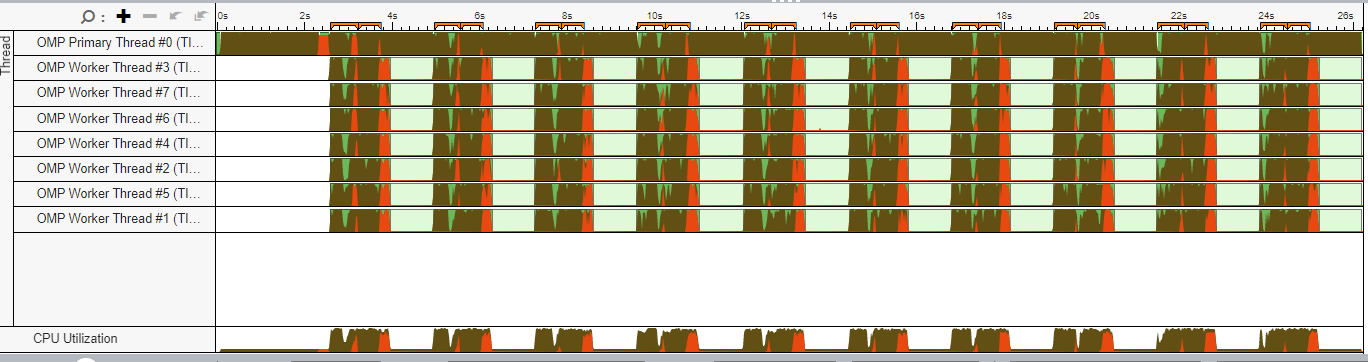 0s 2s 4s 6s 8s 10s 12s 14s 16s 18s 20s 22s 24s 26s
Thread
OMP Primary Thread #0 (TI...
OMP Worker Thread #3 (TI...
OMP Worker Thread #7 (TI...
OMP Worker Thread #6 (TI...
OMP Worker Thread #4 (TI...
OMP Worker Thread #2 (TI...
OMP Worker Thread #5 (TI...
OMP Worker Thread #1 (TI...
CPU Utilization